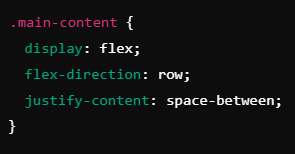 .main-content {
  display: flex;
  flex-direction: row;
  justify-content: space-between;
}